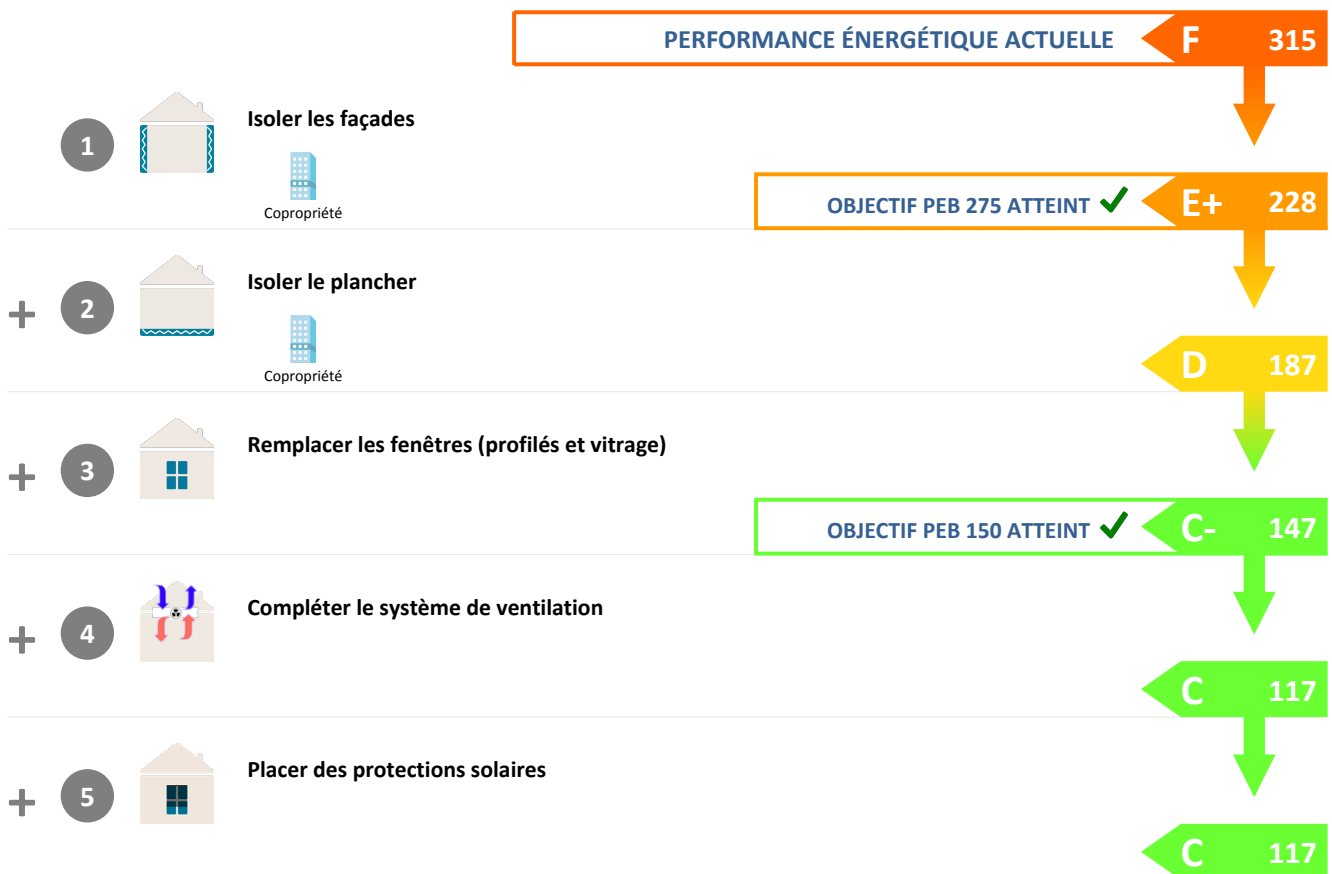 PERFORMANCE ÉNERGÉTIQUE ACTUELLE F 315
1 Isoler les façades
Copropriété
OBJECTIF PEB 275 ATTEINT E+ 228
+ 2 Isoler le plancher
Copropriété
D 187
+ 3 Remplacer les fenêtres (profilés et vitrage)
OBJECTIF PEB 150 ATTEINT C- 147
+ 4 Compléter le système de ventilation
C 117
+ 5 Placer des protections solaires
C 117